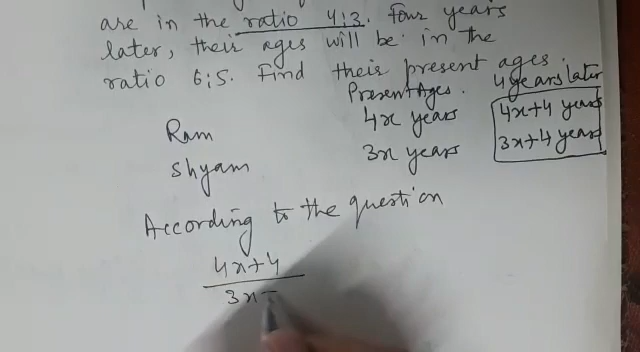 are in the ratio 4:3. Four years
later, their ages will be in the
ratio 6:5. Find their present ages.
Present Ages. 4 years later
Ram 4x years 4x+4 years
Shyam 3x years 3x+4 years
According to the question
4x+4
3x